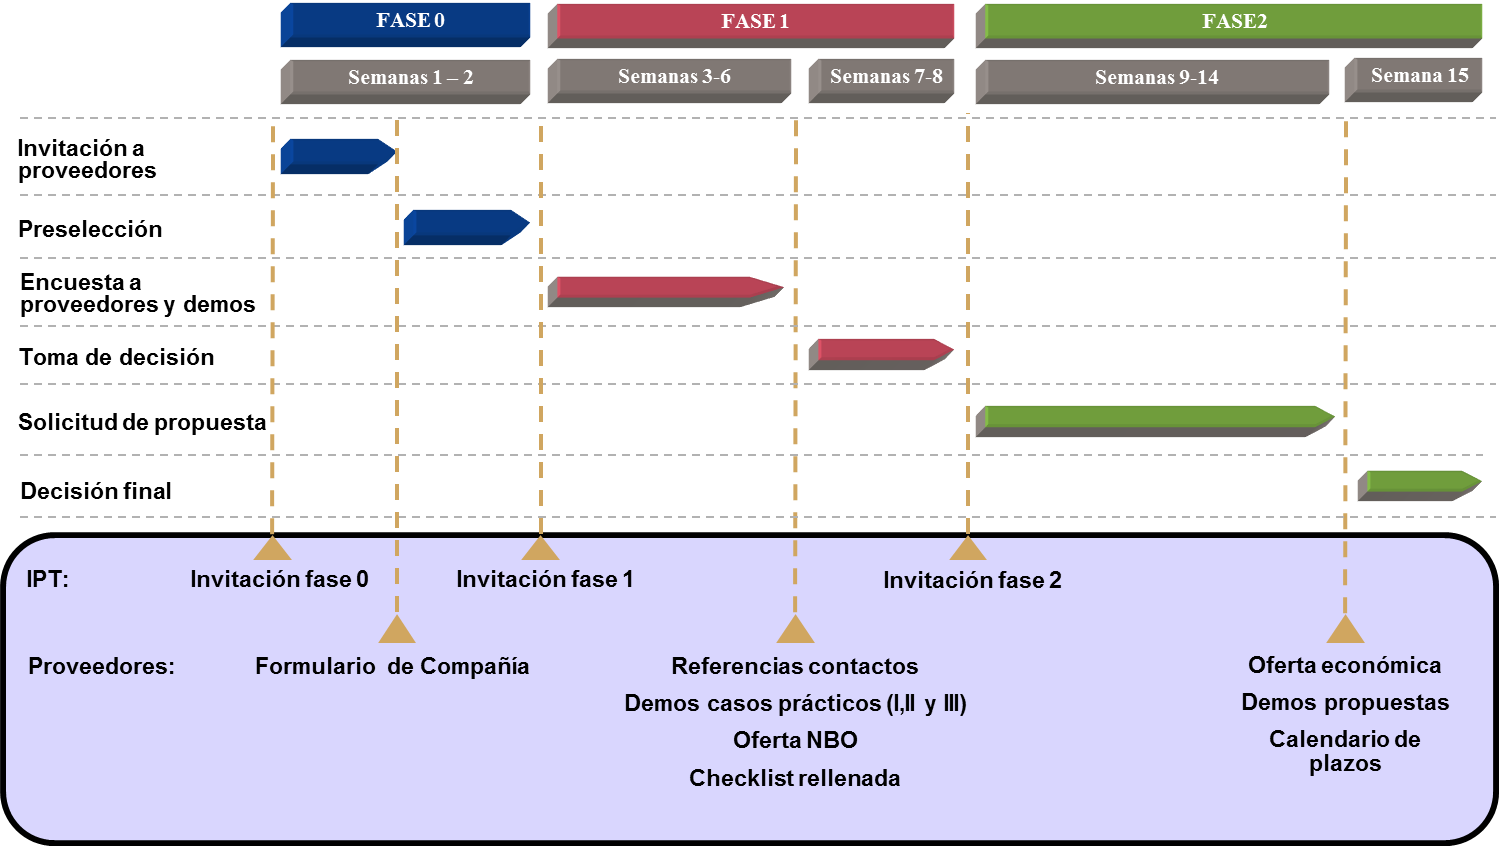 FASE 0
FASE 1
FASE2
Semanas 1 – 2
Semanas 3-6
Semanas 7-8
Semanas 9-14
Semana 15
Invitación a
proveedores
Preselección
Encuesta a
proveedores y demos
Toma de decisión
Solicitud de propuesta
Decisión final
IPT:
Invitación fase 0
Invitación fase 1
Invitación fase 2
Proveedores:
Formulario de Compañía
Referencias contactos
Demos casos prácticos (I,II y III)
Oferta NBO
Checklist rellenada
Oferta económica
Demos propuestas
Calendario de
plazos